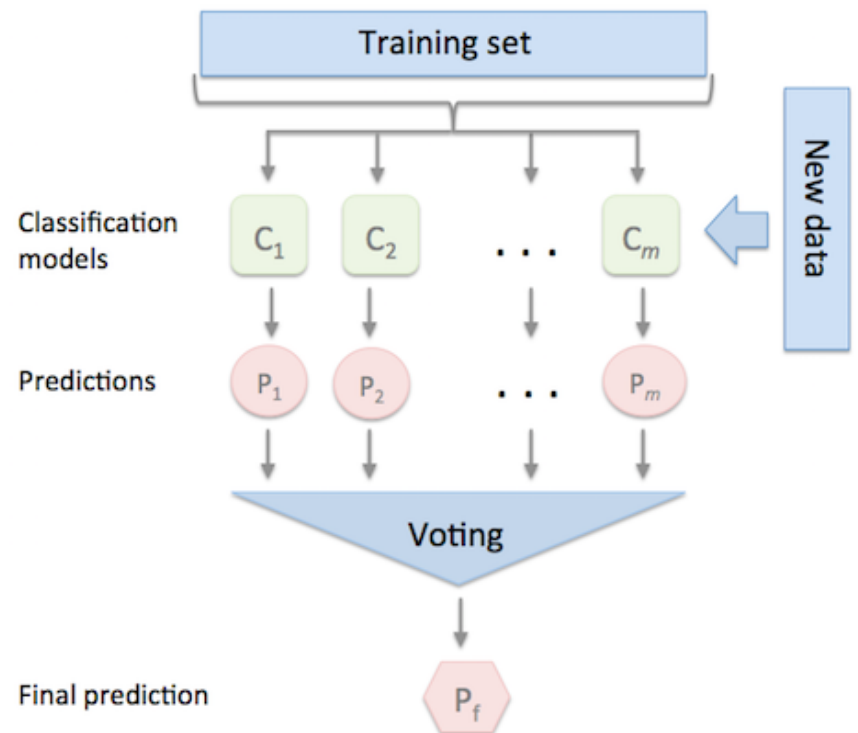 Training set
New data
Classification
models
C1
C2
. . .
Cm
Predictions
P1
P2
. . .
Pm
Voting
Final prediction
Pf